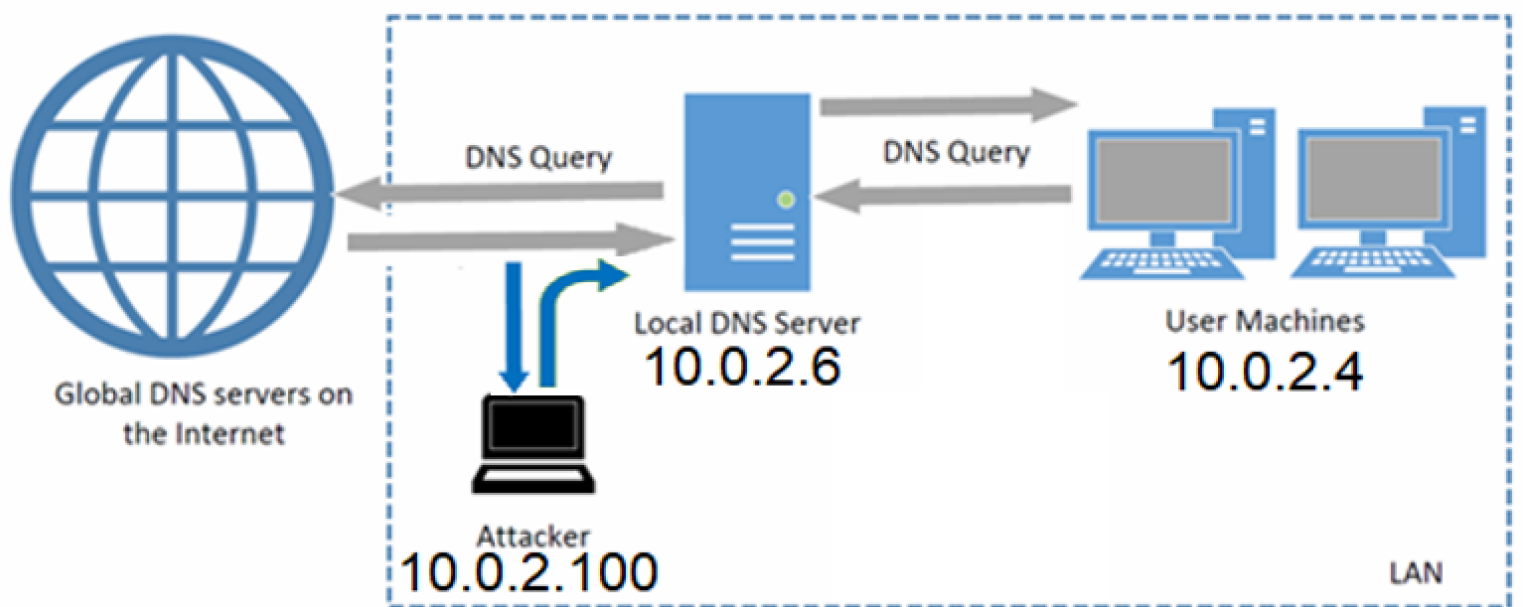 DNS Query
DNS Query
Local DNS Server
10.0.2.6
User Machines
10.0.2.4
Global DNS servers on
the Internet
Attacker
10.0.2.100
LAN